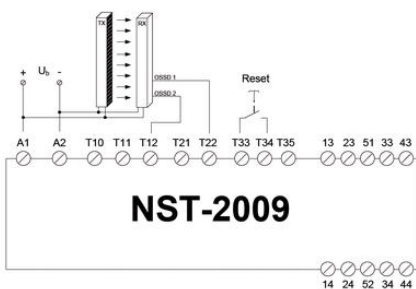 TX RX
+ Ub -
OSSD 1
OSSD 2
Reset
A1 A2 T10 T11 T12 T21 T22 T33 T34 T35 13 23 51 33 43
NST-2009
14 24 52 34 44